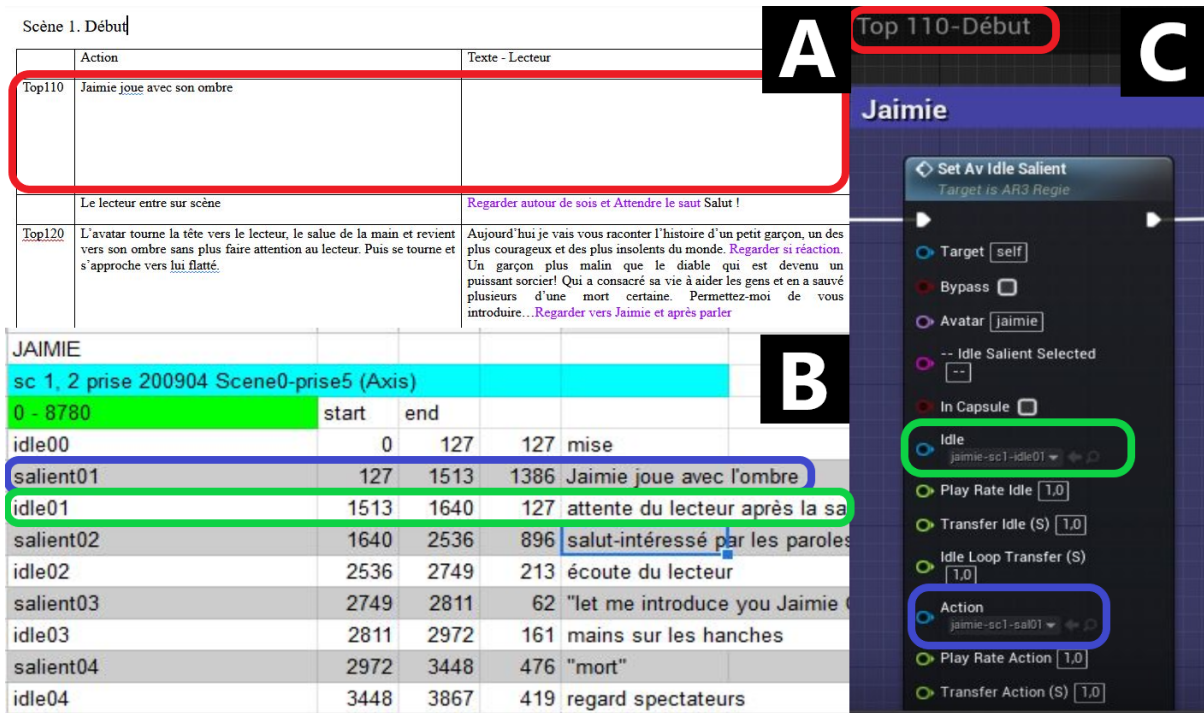 Scène 1. Début
Action Texte - Lecteur
Top110 Jaimie joue avec son ombre
Le lecteur entre sur scène Regarder autour de sois et Attendre le saut Salut !
Top120 L'avatar tourne la tête vers le lecteur, le salue de la main et revient
vers son ombre sans plus faire attention au lecteur. Puis se tourne et
s'approche vers lui flatté.
Aujourd'hui je vais vous raconter l'histoire d'un petit garçon, un des
plus courageux et des plus insolents du monde. Regarder si réaction.
Un garçon plus malin que le diable qui est devenu un
puissant sorcier! Qui a consacré sa vie à aider les gens et en a sauvé
plusieurs d'une mort certaine. Permettez-moi de vous
introduire…Regarder vers Jaimie et après parler
A
JAIMIE
sc 1, 2 prise 200904 Scene0-prise5 (Axis)
0 - 8780 start end
idle00 0 127 127 mise
salient01 127 1513 1386 Jaimie joue avec l'ombre
idle01 1513 1640 127 attente du lecteur après la sa
salient02 1640 2536 896 salut-intéressé par les paroles
idle02 2536 2749 213 écoute du lecteur
salient03 2749 2811 62 "let me introduce you Jaimie
idle03 2811 2972 161 mains sur les hanches
salient04 2972 3448 476 "mort"
idle04 3448 3867 419 regard spectateurs
B
Top 110-Début
C
Jaimie
Set Av Idle Salient
Target is AR3 Regie
Target self
Bypass
Avatar jaimie
-- Idle Salient Selected
--
In Capsule
Idle
jaimie-sc1-idle01
Play Rate Idle 1,0
Transfer Idle (S) 1,0
Idle Loop Transfer (S)
1,0
Action
jaimie-sc1-sal01
Play Rate Action 1,0
Transfer Action (S) 1,0